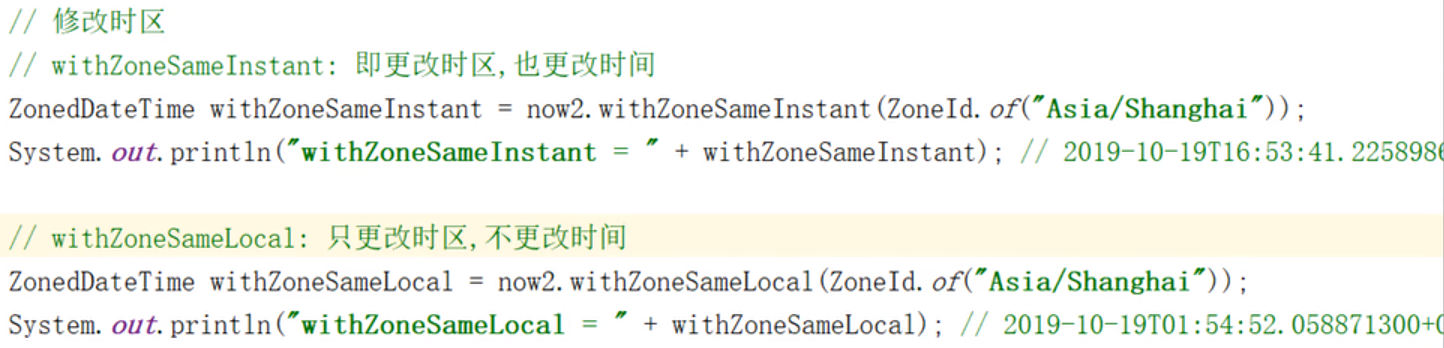 // 修改时区
// withZoneSameInstant: 即更改时区,也更改时间
ZonedDateTime withZoneSameInstant = now2.withZoneSameInstant(ZoneId.of("Asia/Shanghai"));
System.out.println("withZoneSameInstant = " + withZoneSameInstant); // 2019-10-19T16:53:41.2258986
// withZoneSameLocal: 只更改时区,不更改时间
ZonedDateTime withZoneSameLocal = now2.withZoneSameLocal(ZoneId.of("Asia/Shanghai"));
System.out.println("withZoneSameLocal = " + withZoneSameLocal); // 2019-10-19T01:54:52.058871300+0